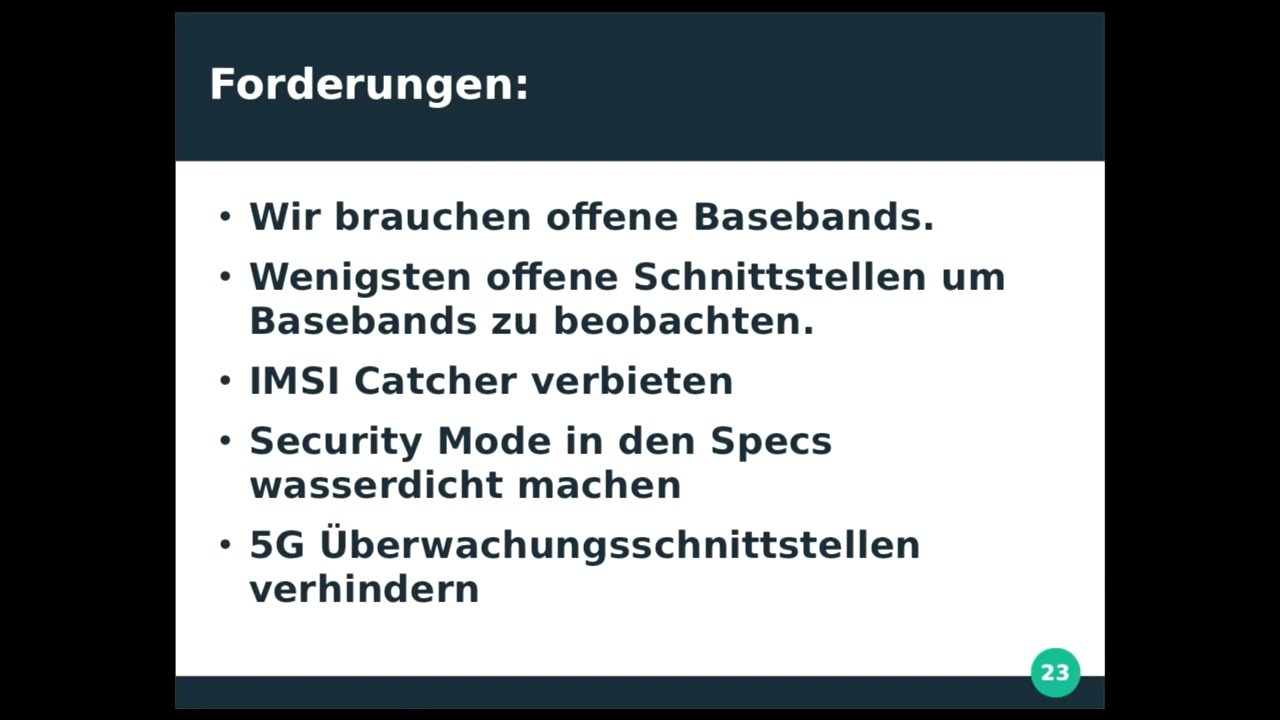 Forderungen:
• Wir brauchen offene Basebands.
• Wenigsten offene Schnittstellen um
Basebands zu beobachten.
• IMSI Catcher verbieten
• Security Mode in den Specs
wasserdicht machen
• 5G Überwachungsschnittstellen
verhindern
23